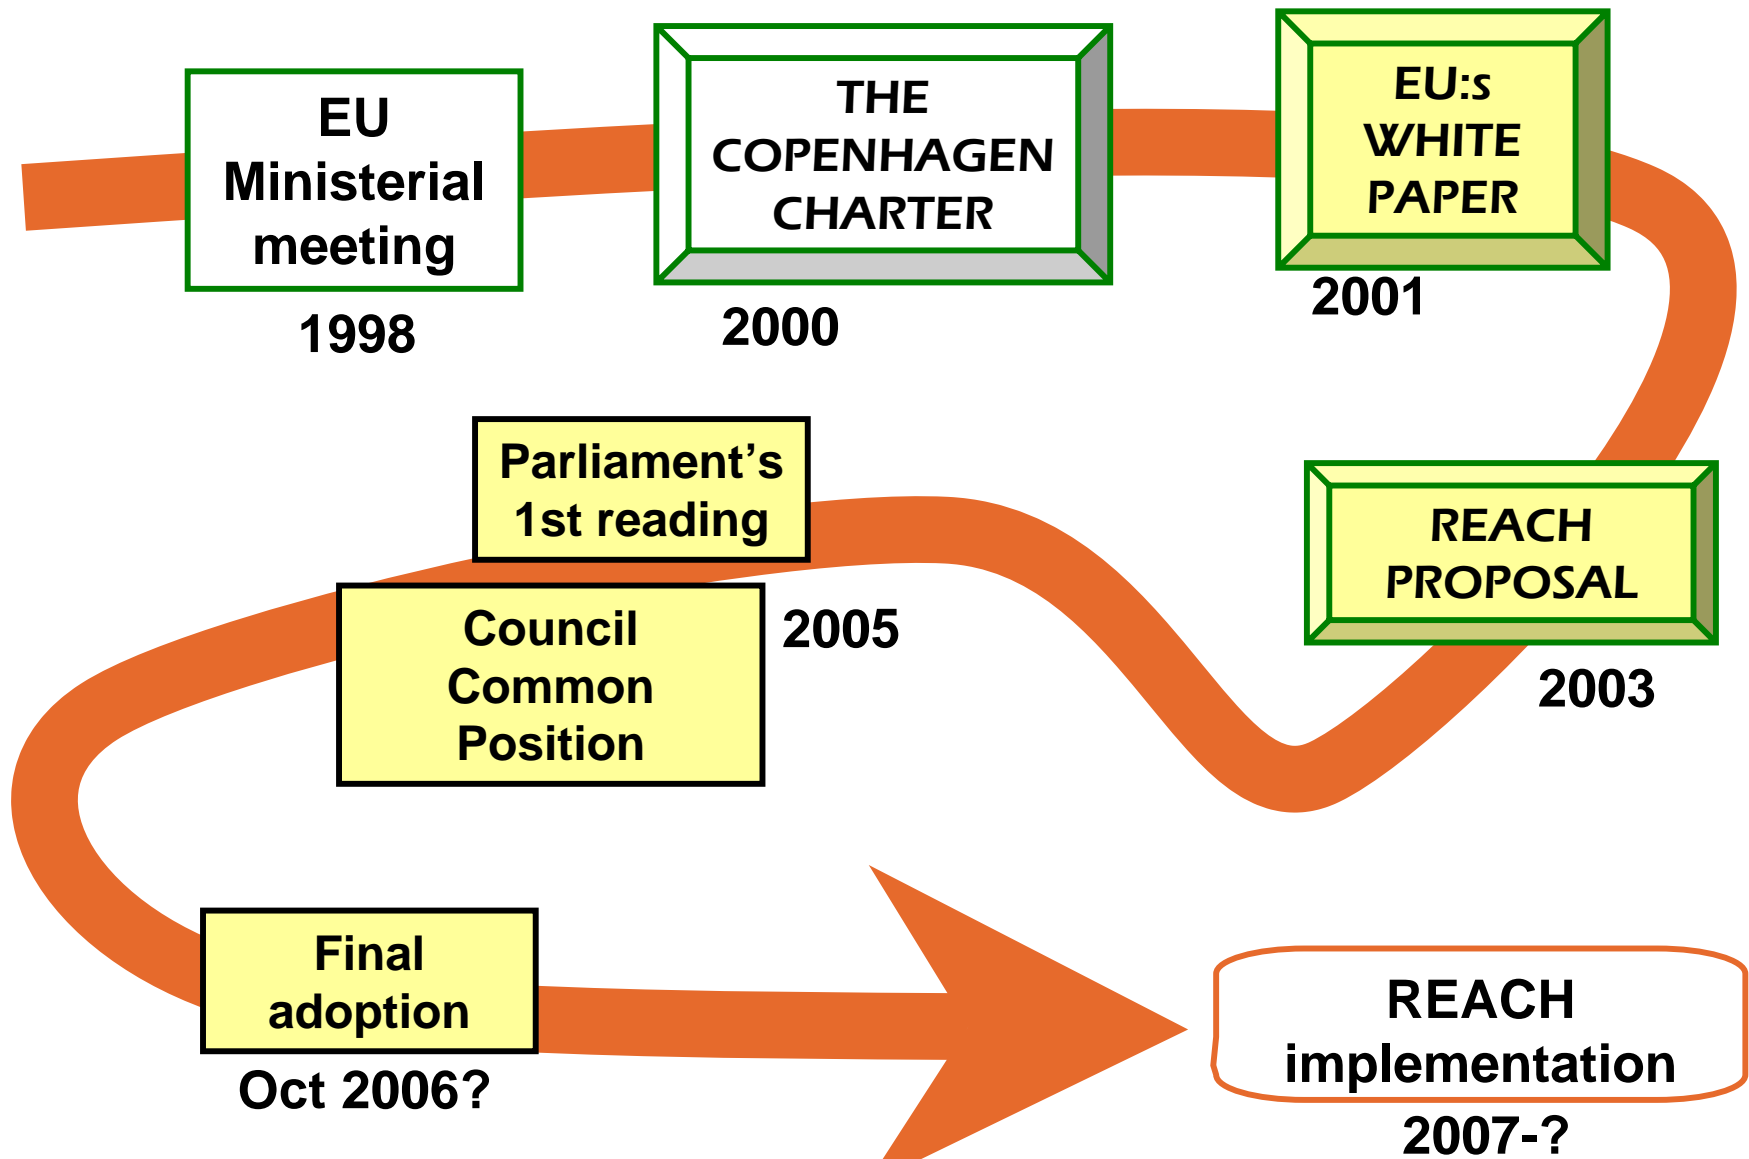 EU
Ministerial
meeting
1998
THE
COPENHAGEN
CHARTER
2000
EU:s
WHITE
PAPER
2001
REACH
PROPOSAL
2003
Parliament’s
1st reading
Council
Common
Position
2005
Final
adoption
Oct 2006?
REACH
implementation
2007-?